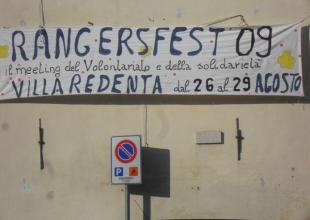 RANGERSFEST 09
il meeting del Volontariato e della solidarietà
VILLA REDENTA dal 26 al 29 AGOSTO
P